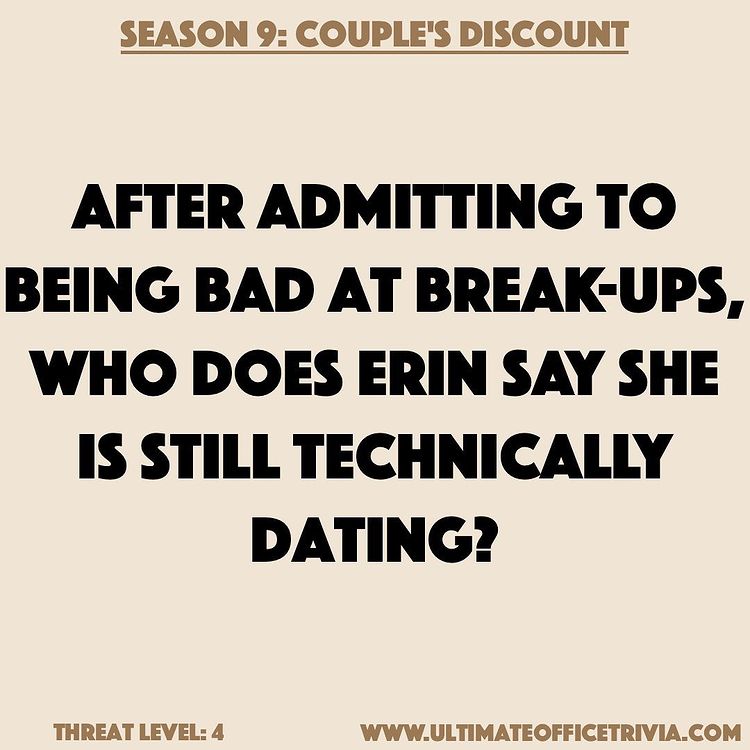 SEASON 9: COUPLE'S DISCOUNT
AFTER ADMITTING TO
BEING BAD AT BREAK-UPS,
WHO DOES ERIN SAY SHE
IS STILL TECHNICALLY
DATING?
THREAT LEVEL: 4
WWW.ULTIMATEOFFICETRIVIA.COM